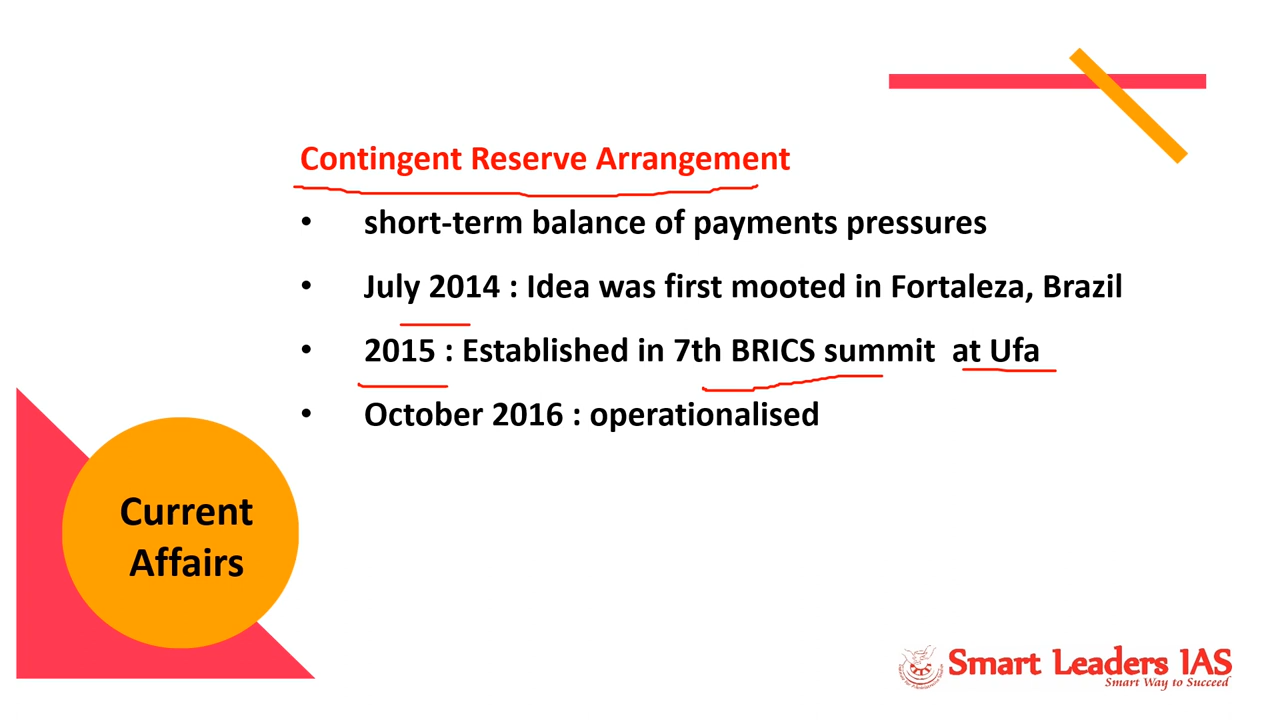 Contingent Reserve Arrangement
• short-term balance of payments pressures
• July 2014 : Idea was first mooted in Fortaleza, Brazil
• 2015 : Established in 7th BRICS summit at Ufa
• October 2016 : operationalised
Current
Affairs
Smart Leaders IAS
Smart Way to Succeed